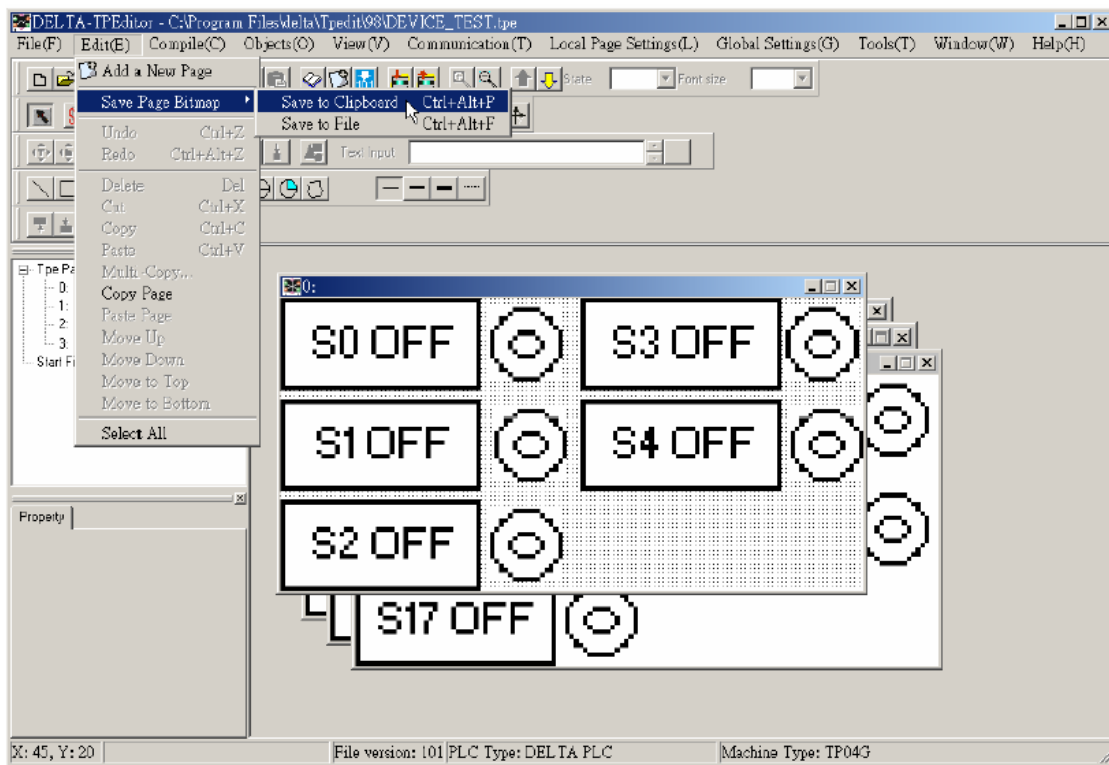 DELTA-TPEditor - C:\Program Files\delta\Tpedit\98\DEVICE_TEST.tpe
File(F) Edit(E) Compile(C) Objects(O) View(V) Communication(T) Local Page Settings(L) Global Settings(G) Tools(T) Window(W) Help(H)
Add a New Page
State
Font size
Save Page Bitmap
Save to Clipboard Ctrl+Alt+P
Save to File Ctrl+Alt+F
Undo Ctrl+Z
Redo Ctrl+Alt+Z
Text Input
Delete Del
Cut Ctrl+X
Copy Ctrl+C
Paste Ctrl+V
Multi-Copy...
Copy Page
Paste Page
Move Up
Move Down
Move to Top
Move to Bottom
Select All
Tpe Pa
0:
1:
2:
3:
Start Fi
0:
S0 OFF
S3 OFF
S1 OFF
S4 OFF
S2 OFF
S17 OFF
Property
X: 45, Y: 20
File version: 101
PLC Type: DELTA PLC
Machine Type: TP04G